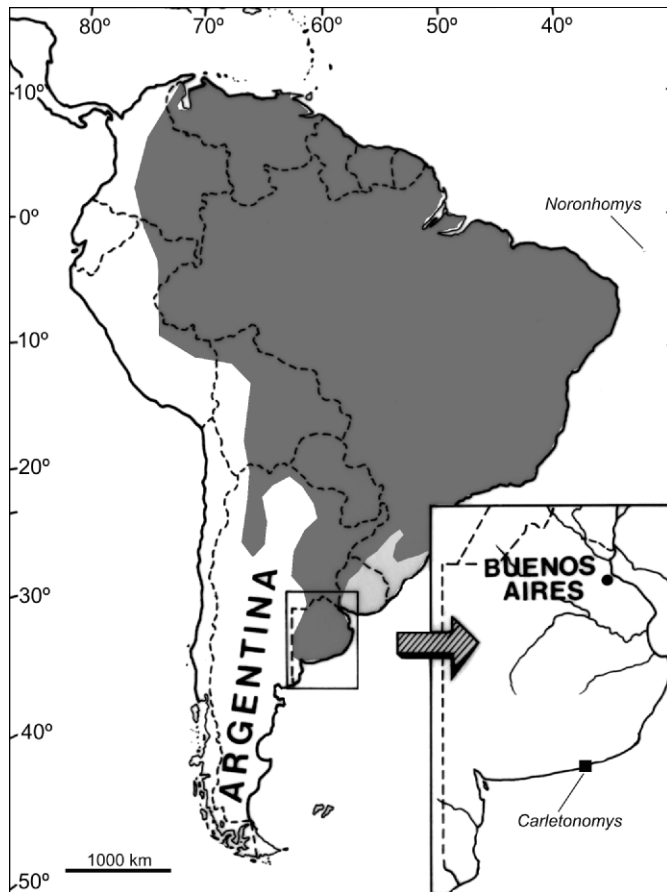 80º 70º 60º 50º 40º
10º
0º
Noronhomys
-10º
-20º
BUENOS
AIRES
-30º
ARGENTINA
-40º
Carletonomys
1000 km
-50º